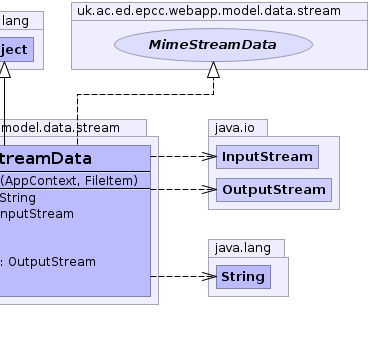 .lang
uk.ac.ed.epcc.webapp.model.data.stream
ject
MimeStreamData
model.data.stream
java.io
treamData
InputStream
(AppContext, FileItem)
OutputStream
String
nputStream
java.lang
: OutputStream
String